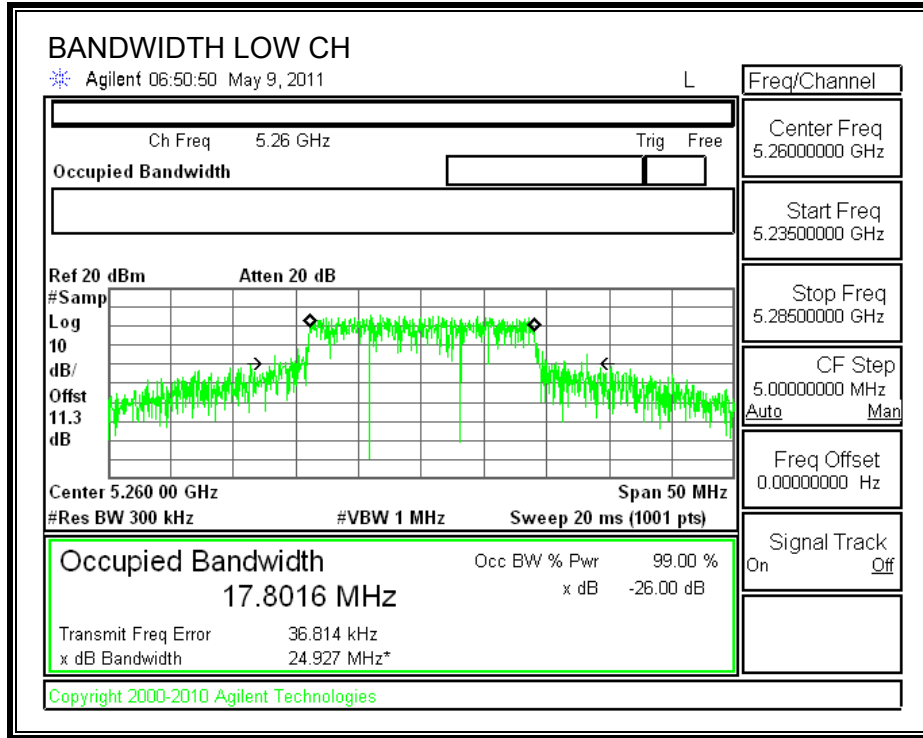 BANDWIDTH LOW CH
Agilent 06:50:50 May 9, 2011 L
Freq/Channel
Ch Freq 5.26 GHz Trig Free
Occupied Bandwidth
Center Freq
5.26000000 GHz
Start Freq
5.23500000 GHz
Stop Freq
5.28500000 GHz
CF Step
5.00000000 MHz
Auto Man
Freq Offset
0.00000000 Hz
Signal Track
On Off
Ref 20 dBm Atten 20 dB
#Samp
Log
10
dB/
Offst
11.3
dB
Center 5.260 00 GHz Span 50 MHz
#Res BW 300 kHz #VBW 1 MHz Sweep 20 ms (1001 pts)
Occupied Bandwidth Occ BW % Pwr 99.00 %
17.8016 MHz x dB -26.00 dB
Transmit Freq Error 36.814 kHz
x dB Bandwidth 24.927 MHz*
Copyright 2000-2010 Agilent Technologies